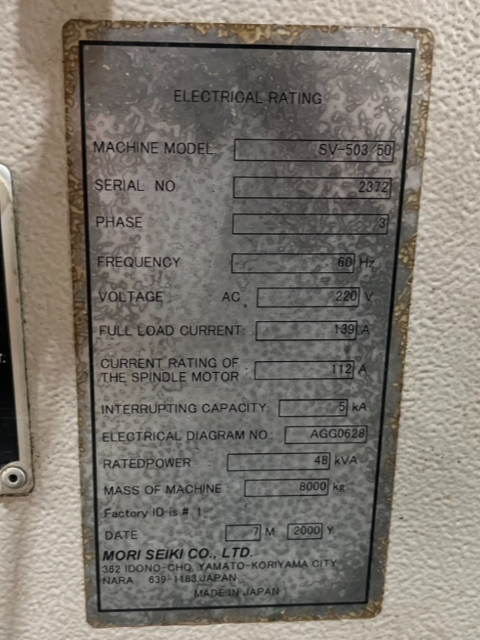 ELECTRICAL RATING
MACHINE MODEL SV-503/50
SERIAL NO 2372
PHASE 3
FREQUENCY 60 Hz
VOLTAGE AC 220 V
FULL LOAD CURRENT 139 A
CURRENT RATING OF
THE SPINDLE MOTOR 112 A
INTERRUPTING CAPACITY 5 kA
ELECTRICAL DIAGRAM NO AGG0628
RATEDPOWER 48 kVA
MASS OF MACHINE 8000 kg
Factory ID is # 1
DATE 7 M 2000 Y
MORI SEIKI CO., LTD.
362 IDONO-CHO, YAMATO-KORIYAMA CITY
NARA 639-1183, JAPAN
MADE IN JAPAN